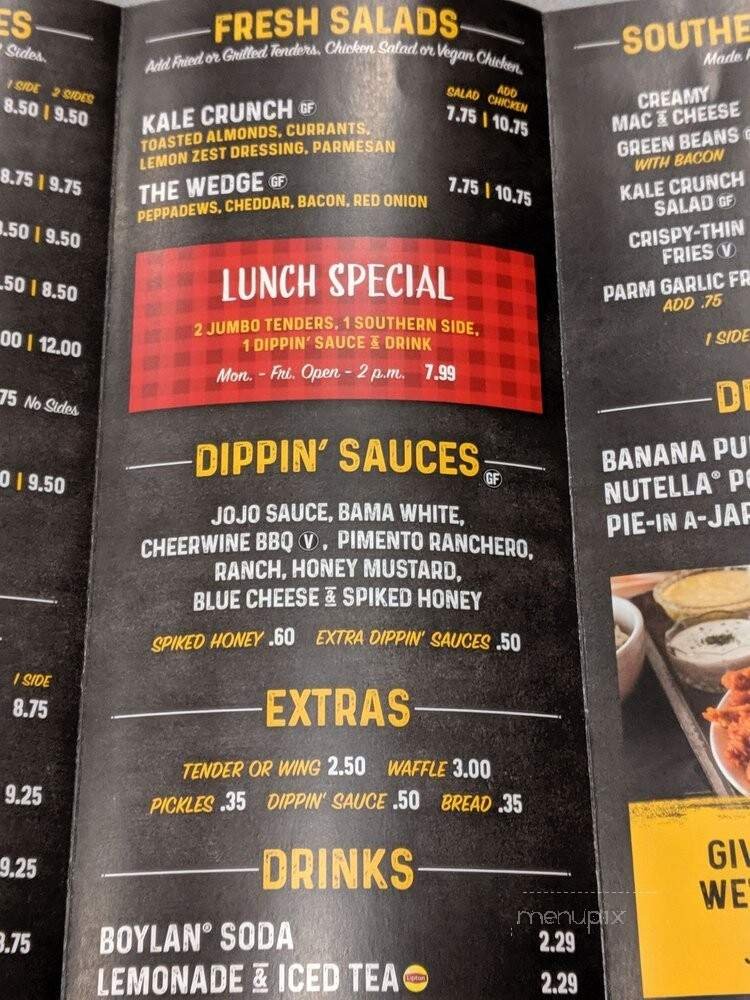 ES
Sides.
1 SIDE 2 SIDES
8.50 | 9.50
8.75 | 9.75
.50 | 9.50
.50 | 8.50
.00 | 12.00
.75 No Sides
0 | 9.50
1 SIDE
8.75
9.25
9.25
8.75
FRESH SALADS
Add Fried or Grilled Tenders, Chicken Salad or Vegan Chicken.
SALAD ADD CHICKEN
KALE CRUNCH GF 7.75 | 10.75
TOASTED ALMONDS, CURRANTS,
LEMON ZEST DRESSING, PARMESAN
THE WEDGE GF 7.75 | 10.75
PEPPADEWS, CHEDDAR, BACON, RED ONION
LUNCH SPECIAL
2 JUMBO TENDERS, 1 SOUTHERN SIDE,
1 DIPPIN' SAUCE & DRINK
Mon. - Fri. Open - 2 p.m. 7.99
DIPPIN' SAUCES GF
JOJO SAUCE, BAMA WHITE,
CHEERWINE BBQ V, PIMENTO RANCHERO,
RANCH, HONEY MUSTARD,
BLUE CHEESE & SPIKED HONEY
SPIKED HONEY .60 EXTRA DIPPIN' SAUCES .50
EXTRAS
TENDER OR WING 2.50 WAFFLE 3.00
PICKLES .35 DIPPIN' SAUCE .50 BREAD .35
DRINKS
BOYLAN® SODA 2.29
LEMONADE & ICED TEA Lipton 2.29
menupix
SOUTHE
Made
CREAMY
MAC & CHEESE
GREEN BEANS
WITH BACON
KALE CRUNCH
SALAD GF
CRISPY-THIN
FRIES V
PARM GARLIC FR
ADD .75
1 SIDE
BANANA PU
NUTELLA® P
PIE-IN A-JAR
GIV
WE